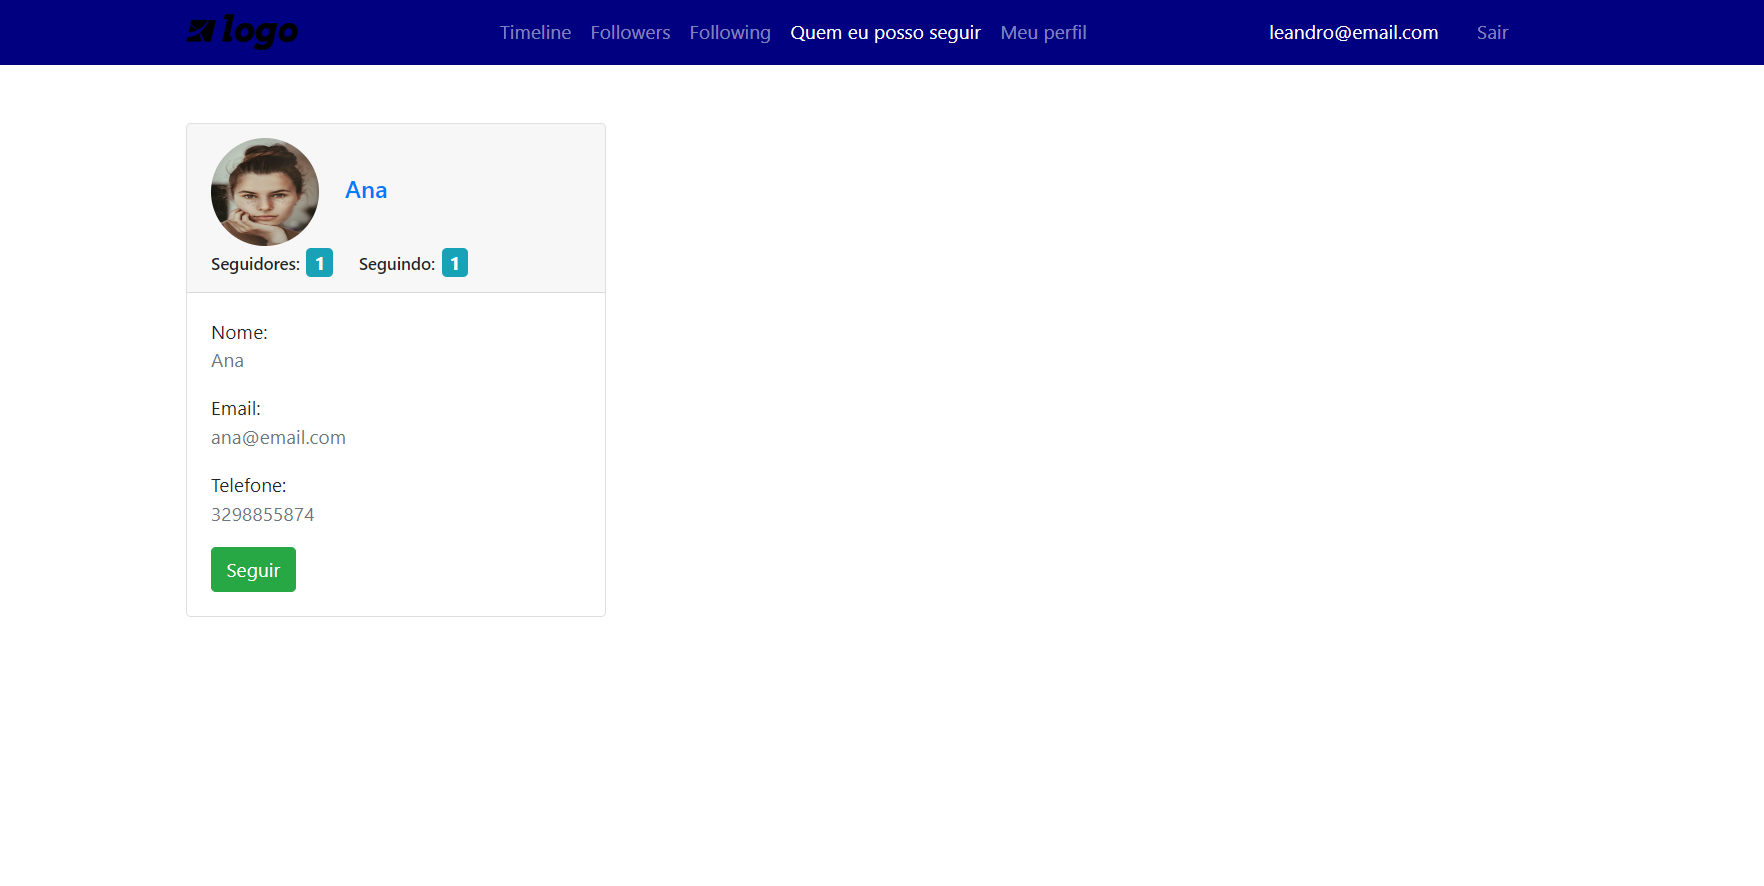 logo
Timeline Followers Following Quem eu posso seguir Meu perfil leandro@email.com Sair
Ana
Seguidores: 1 Seguindo: 1
Nome:
Ana
Email:
ana@email.com
Telefone:
3298855874
Seguir